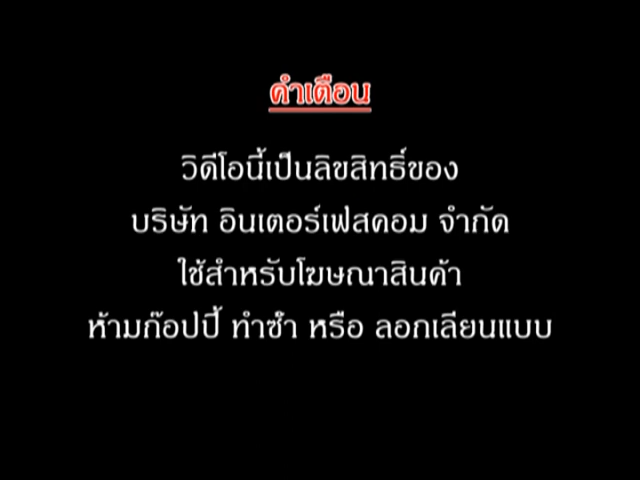 คำเตือน
วิดีโอนี้เป็นลิขสิทธิ์ของ
บริษัท อินเตอร์เฟสคอม จำกัด
ใช้สำหรับโฆษณาสินค้า
ห้ามก๊อปปี้ ทำซ้ำ หรือ ลอกเลียนแบบ